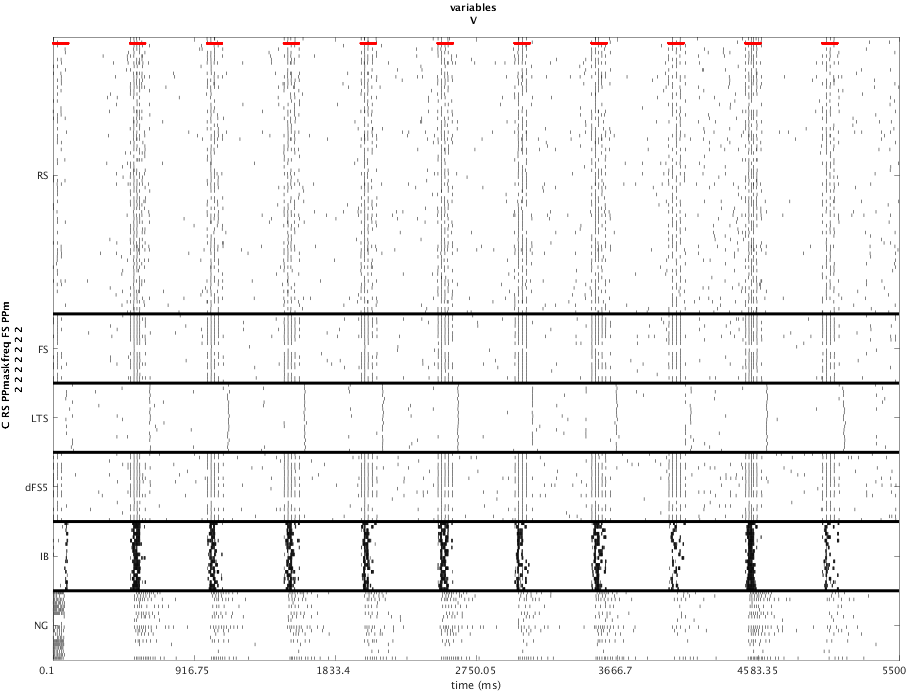 variables
V
C RS PPmaskfreq FS PPm
2 2 2 2 2 2 2
RS
FS
LTS
dFS5
IB
NG
0.1 916.75 1833.4 2750.05 3666.7 4583.35 5500
time (ms)